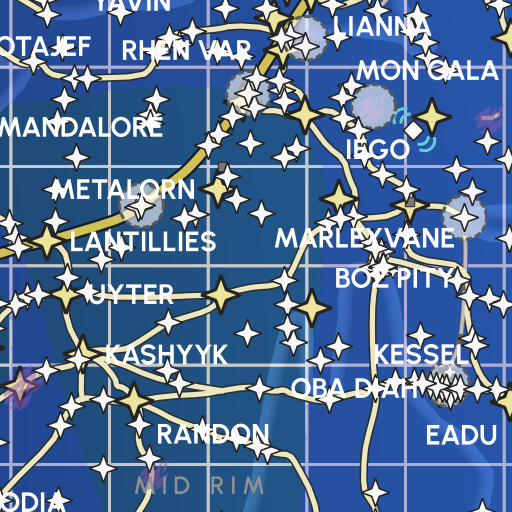 YAVIN
LIANNA
OTAJEF
RHEN VAR
MON CALA
MANDALORE
IEGO
METALORN
LANTILLIES
MARLEYVANE
BOZ PITY
UYTER
KASHYYK
KESSEL
OBA DIAH
RANDON
EADU
MID RIM
ODIA